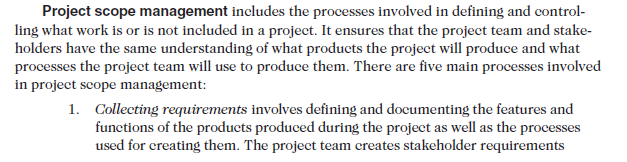 Project scope management includes the processes involved in defining and control-
ling what work is or is not included in a project. It ensures that the project team and stake-
holders have the same understanding of what products the project will produce and what
processes the project team will use to produce them. There are five main processes involved
in project scope management:
1. Collecting requirements involves defining and documenting the features and
functions of the products produced during the project as well as the processes
used for creating them. The project team creates stakeholder requirements